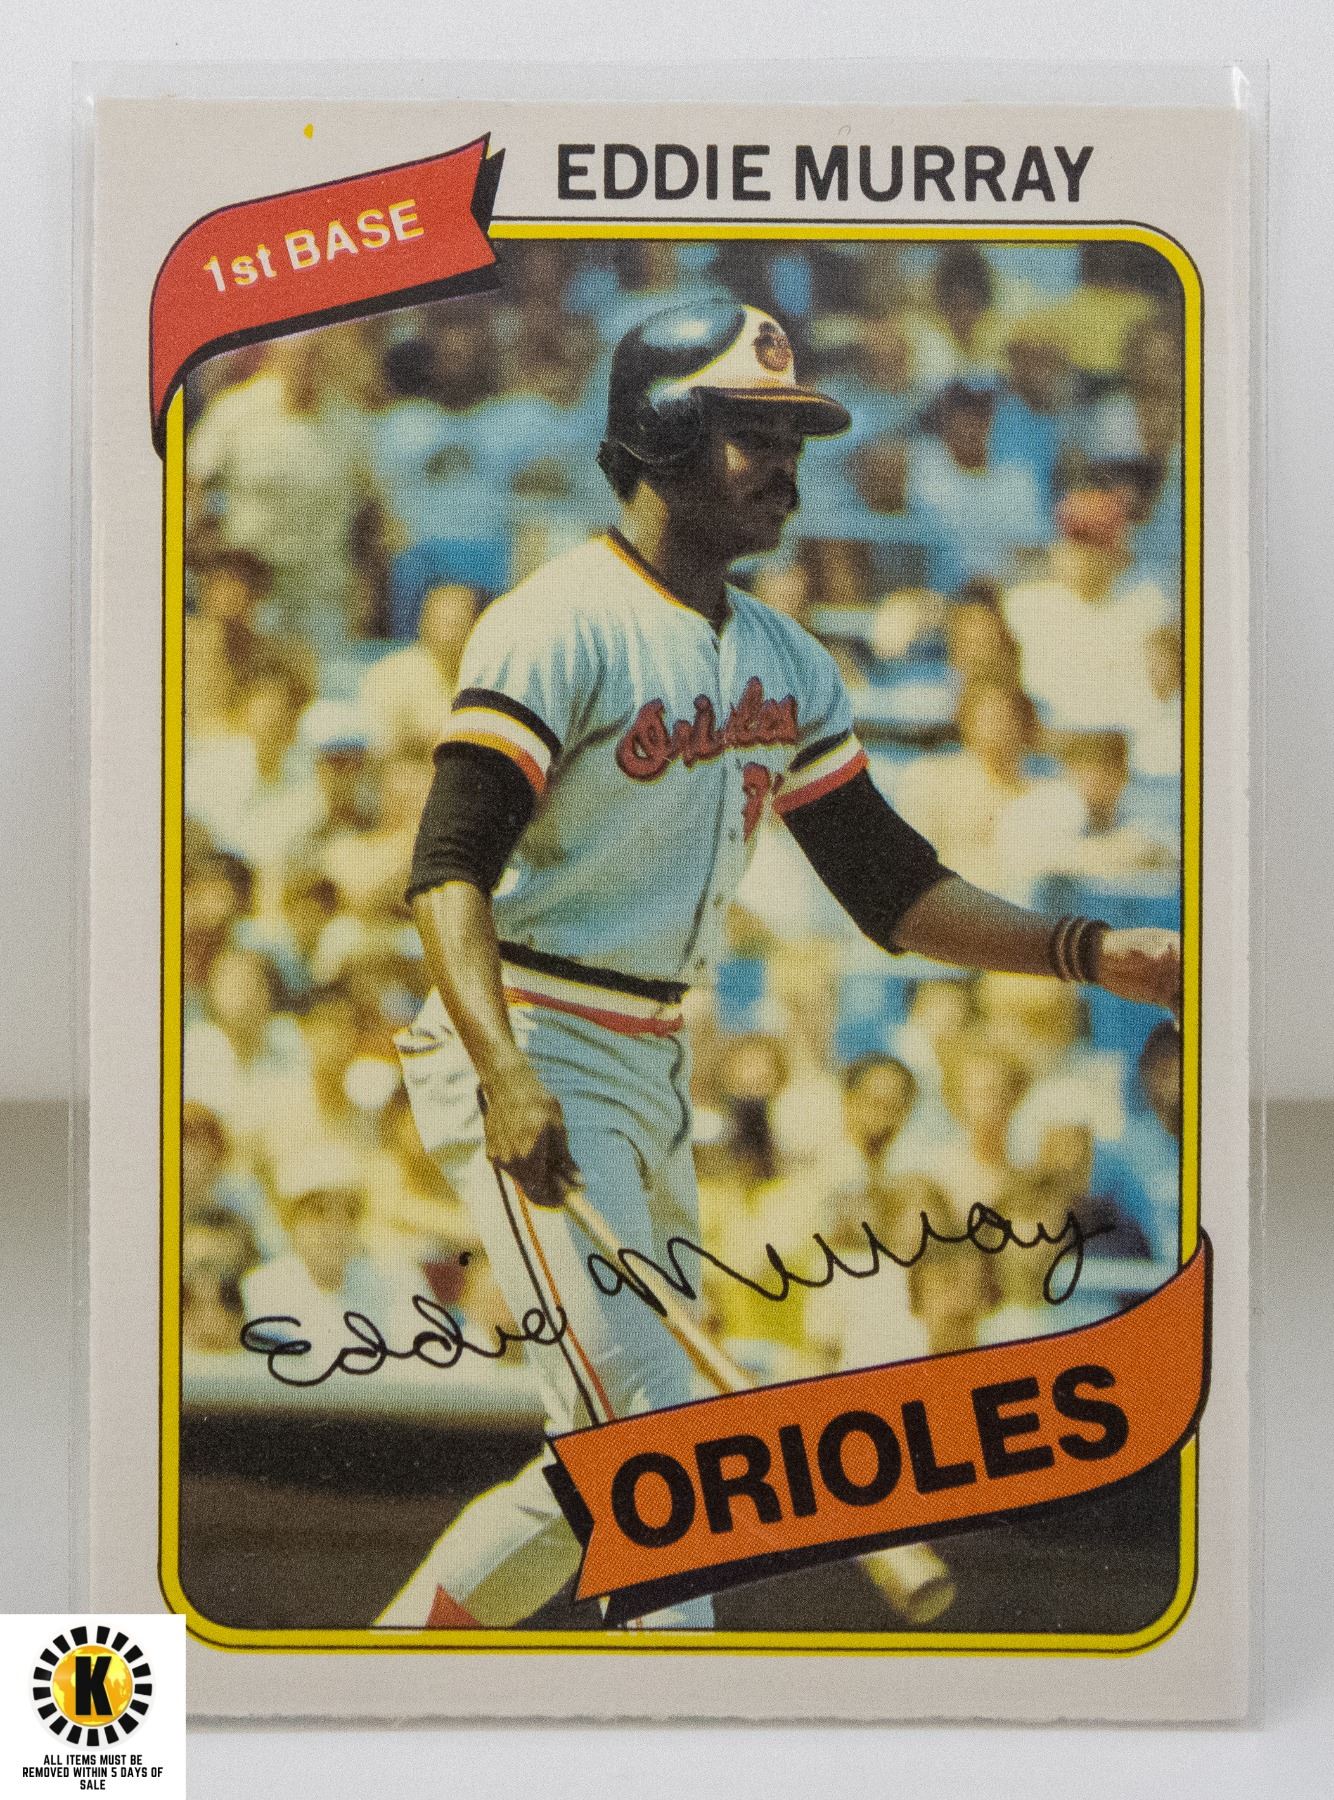 EDDIE MURRAY
1st BASE
Orioles
Eddie Murray
ORIOLES
K
ALL ITEMS MUST BE
REMOVED WITHIN 5 DAYS OF
SALE